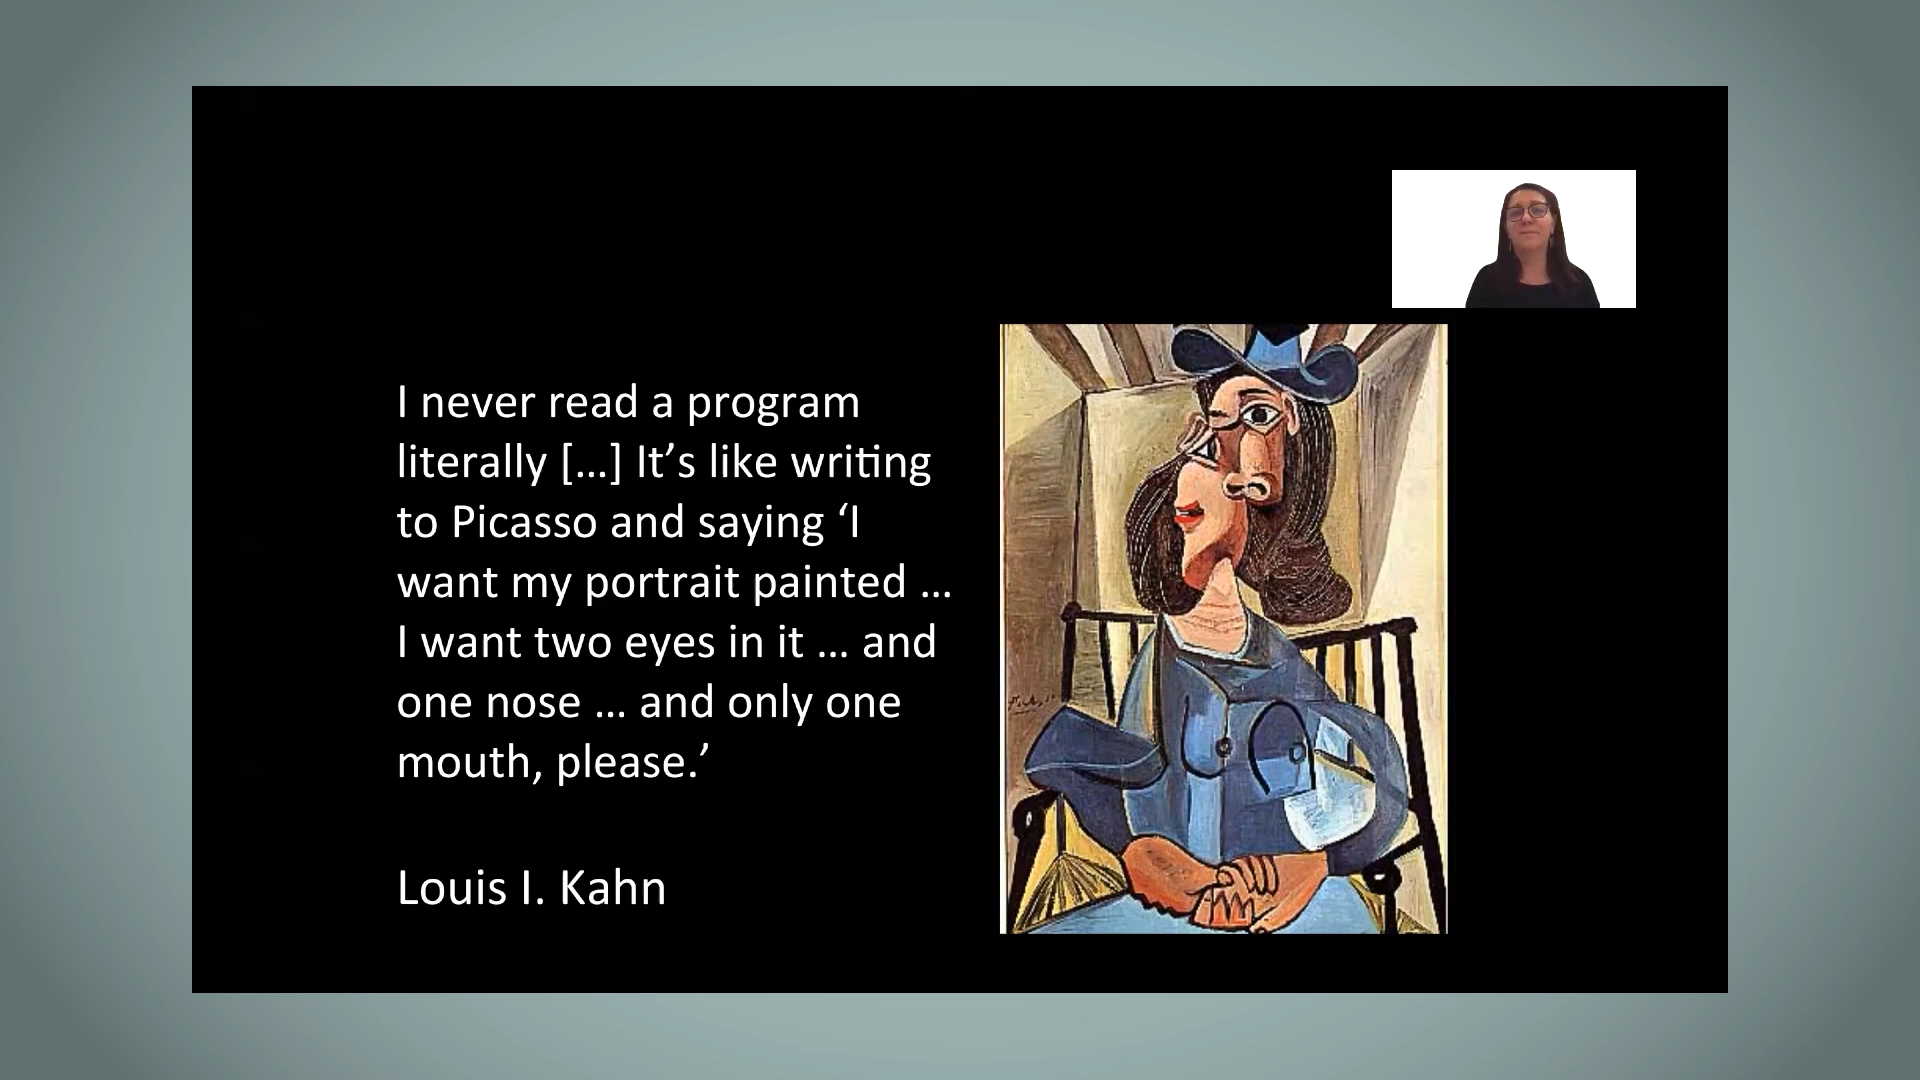 I never read a program
literally […] It’s like writing
to Picasso and saying ‘I
want my portrait painted …
I want two eyes in it … and
one nose … and only one
mouth, please.’
Louis I. Kahn